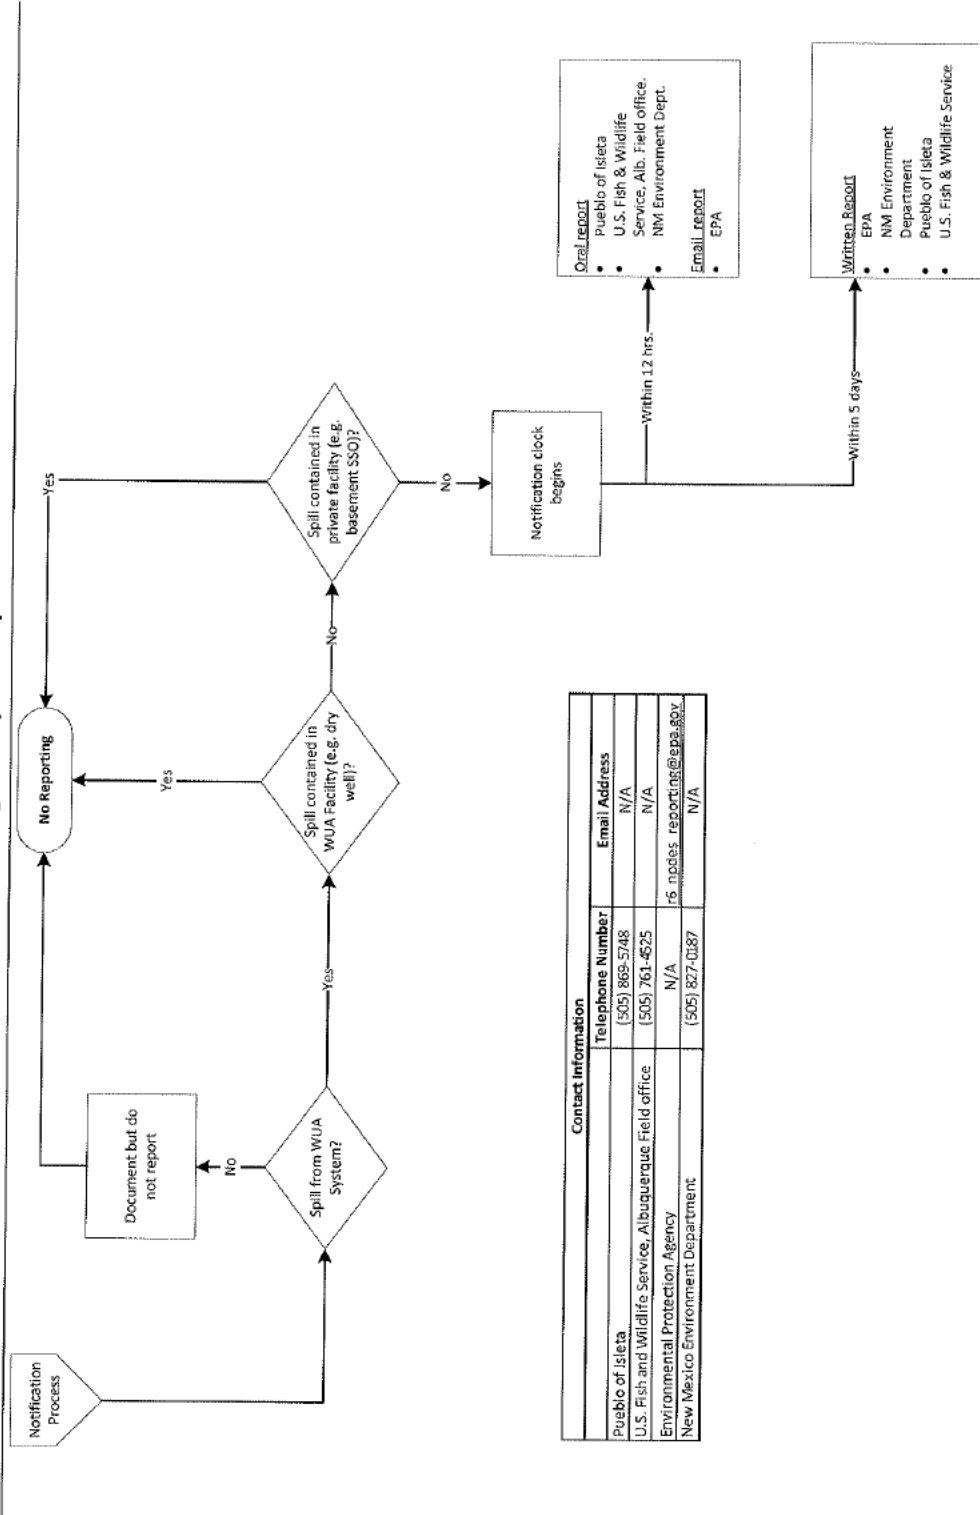 Notification
Process
Spill from WUA
System?
No
Document but do
not report
Yes
Spill contained in
WUA Facility (e.g. dry
well)?
Yes
No Reporting
No
Spill contained in
private facility (e.g.
basement SSO)?
Yes
No
Notification clock
begins
Within 12 hrs.
Oral report
• Pueblo of Isleta
• U.S. Fish & Wildlife
Service, Alb. Field office.
• NM Environment Dept.
Email report
• EPA
Within 5 days
Written Report
• EPA
• NM Environment
Department
• Pueblo of Isleta
• U.S. Fish & Wildlife Service
Contact Information
Telephone Number Email Address
Pueblo of Isleta (505) 869-5748 N/A
U.S. Fish and Wildlife Service, Albuquerque Field office (505) 761-4525 N/A
Environmental Protection Agency N/A r6_npdes_reporting@epa.gov
New Mexico Environment Department (505) 827-0187 N/A